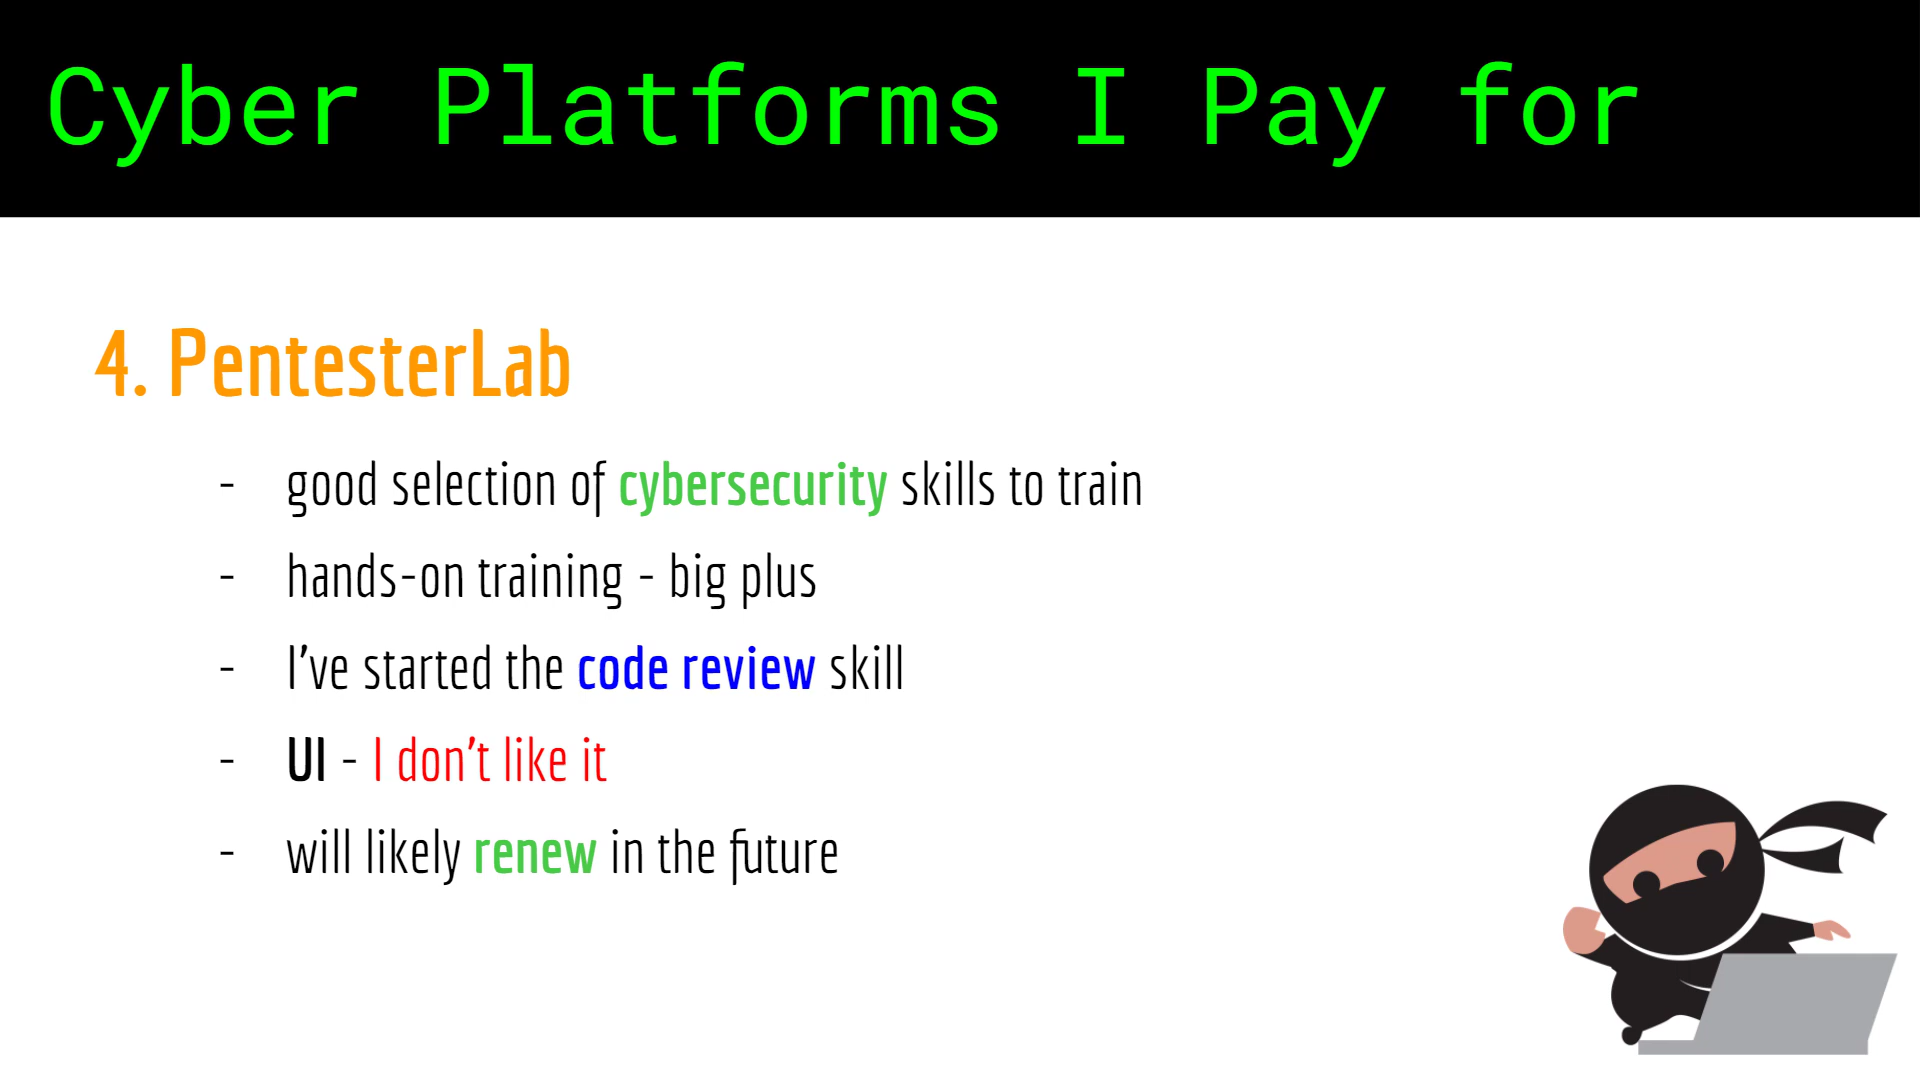 Cyber Platforms I Pay for
4. PentesterLab
- good selection of cybersecurity skills to train
- hands-on training - big plus
- I’ve started the code review skill
- UI - I don’t like it
- will likely renew in the future